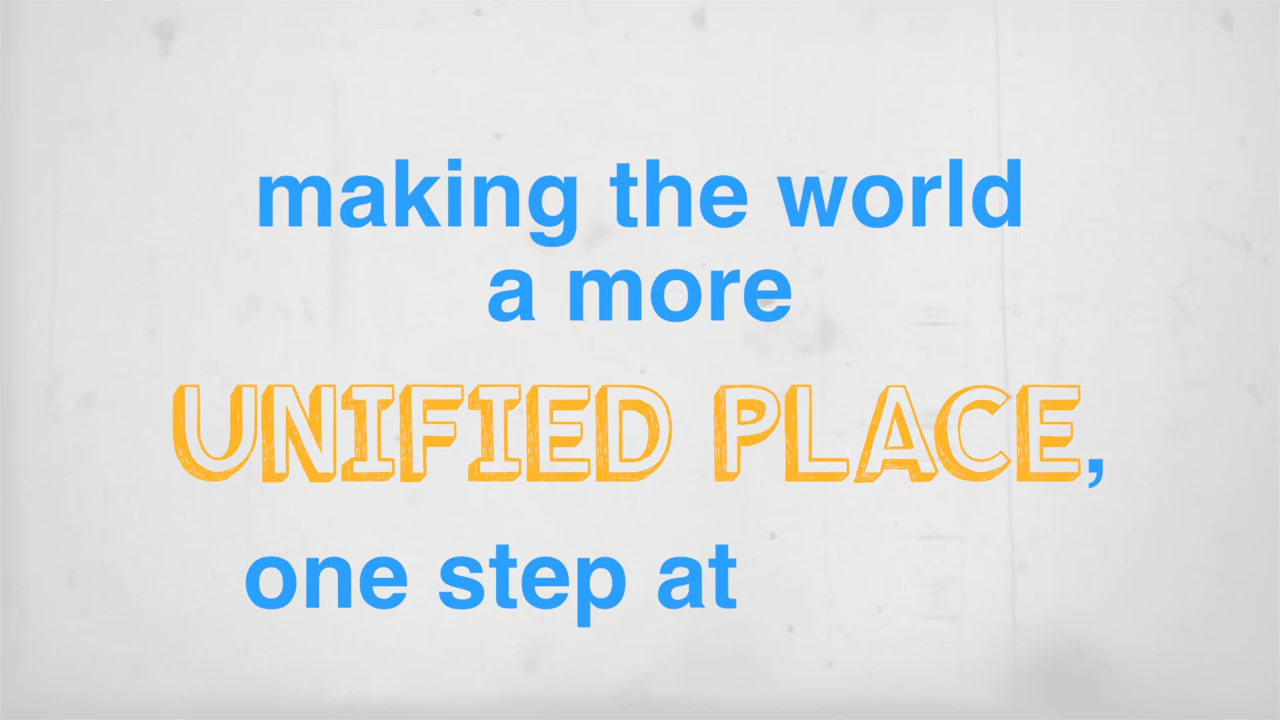 making the world
a more
UNIFIED PLACE,
one step at